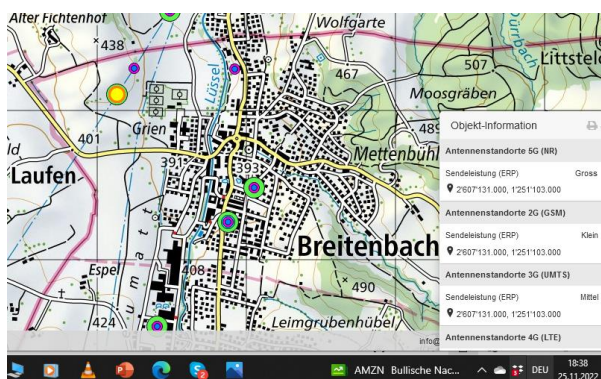 Alter Fichtenhof
Wolfgarte
438
507
467
Littstel
Dürrbach
Moosgräben
Lüssel
Grien
401
391
393
489
Mettenbühl
Laufen
Breitenbach
Espel
408
490
424
Leimgrubenhübel
Objekt-Information
Antennenstandorte 5G (NR)
Sendeleistung (ERP) Gross
2'607'131.000, 1'251'103.000
Antennenstandorte 2G (GSM)
Sendeleistung (ERP) Klein
2'607'131.000, 1'251'103.000
Antennenstandorte 3G (UMTS)
Sendeleistung (ERP) Mittel
2'607'131.000, 1'251'103.000
Antennenstandorte 4G (LTE)
info@
AMZN Bullische Nac... DEU 18:38
25.11.2022